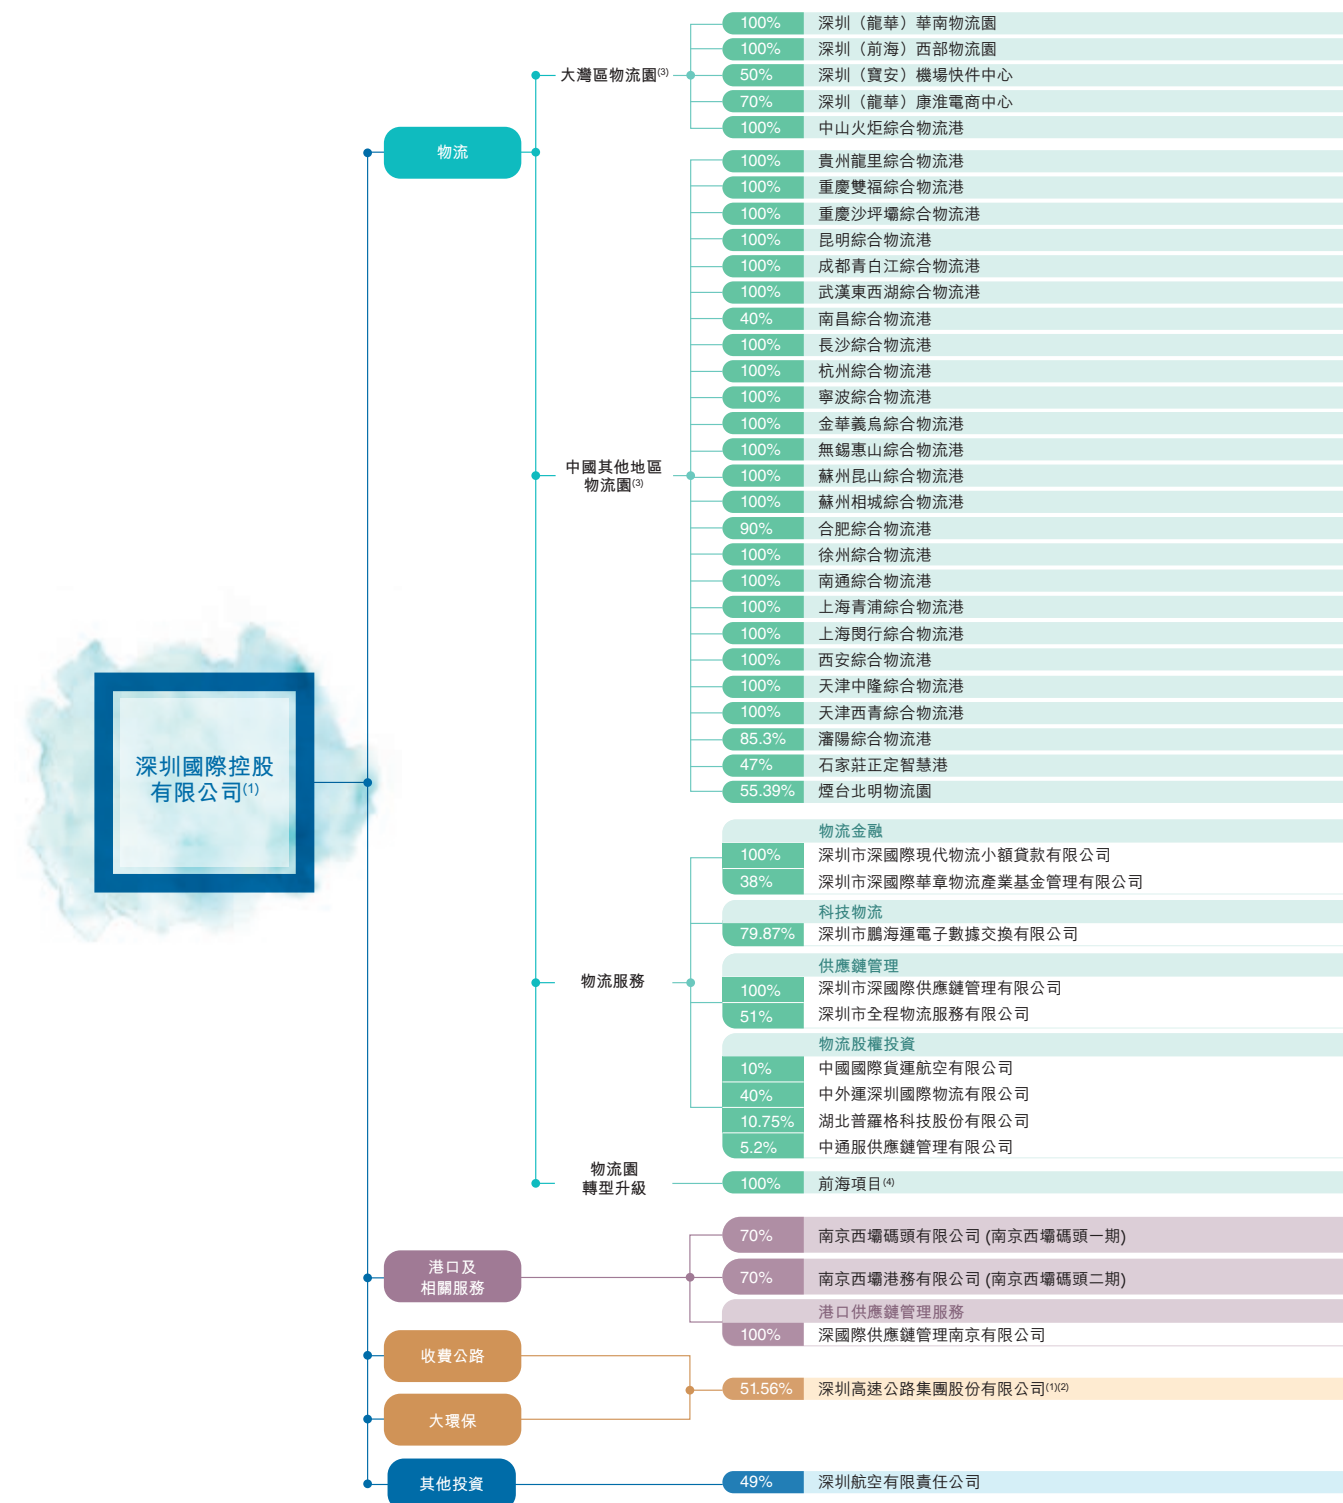 100% 深圳（龍華）華南物流園
100% 深圳（前海）西部物流園
大灣區物流園(3)
50% 深圳（寶安）機場快件中心
70% 深圳（龍華）康淮電商中心
100% 中山火炬綜合物流港
物流
100% 貴州龍里綜合物流港
100% 重慶雙福綜合物流港
100% 重慶沙坪壩綜合物流港
100% 昆明綜合物流港
100% 成都青白江綜合物流港
100% 武漢東西湖綜合物流港
40% 南昌綜合物流港
100% 長沙綜合物流港
100% 杭州綜合物流港
100% 寧波綜合物流港
100% 金華義烏綜合物流港
100% 無錫惠山綜合物流港
中國其他地區
物流園(3)
100% 蘇州昆山綜合物流港
100% 蘇州相城綜合物流港
90% 合肥綜合物流港
100% 徐州綜合物流港
100% 南通綜合物流港
100% 上海青浦綜合物流港
100% 上海閔行綜合物流港
100% 西安綜合物流港
100% 天津中隆綜合物流港
100% 天津西青綜合物流港
85.3% 瀋陽綜合物流港
47% 石家莊正定智慧港
55.39% 煙台北明物流園
深圳國際控股
有限公司(1)
物流金融
100% 深圳市深國際現代物流小額貸款有限公司
38% 深圳市深國際華章物流產業基金管理有限公司
科技物流
79.87% 深圳市鵬海運電子數據交換有限公司
物流服務
供應鏈管理
100% 深圳市深國際供應鏈管理有限公司
51% 深圳市全程物流服務有限公司
物流股權投資
10% 中國國際貨運航空有限公司
40% 中外運深圳國際物流有限公司
10.75% 湖北普羅格科技股份有限公司
5.2% 中通服供應鏈管理有限公司
物流園
轉型升級
100% 前海項目(4)
港口及
相關服務
70% 南京西壩碼頭有限公司 (南京西壩碼頭一期)
70% 南京西壩港務有限公司 (南京西壩碼頭二期)
港口供應鏈管理服務
100% 深國際供應鏈管理南京有限公司
收費公路
51.56% 深圳高速公路集團股份有限公司(1)(2)
大環保
其他投資
49% 深圳航空有限責任公司